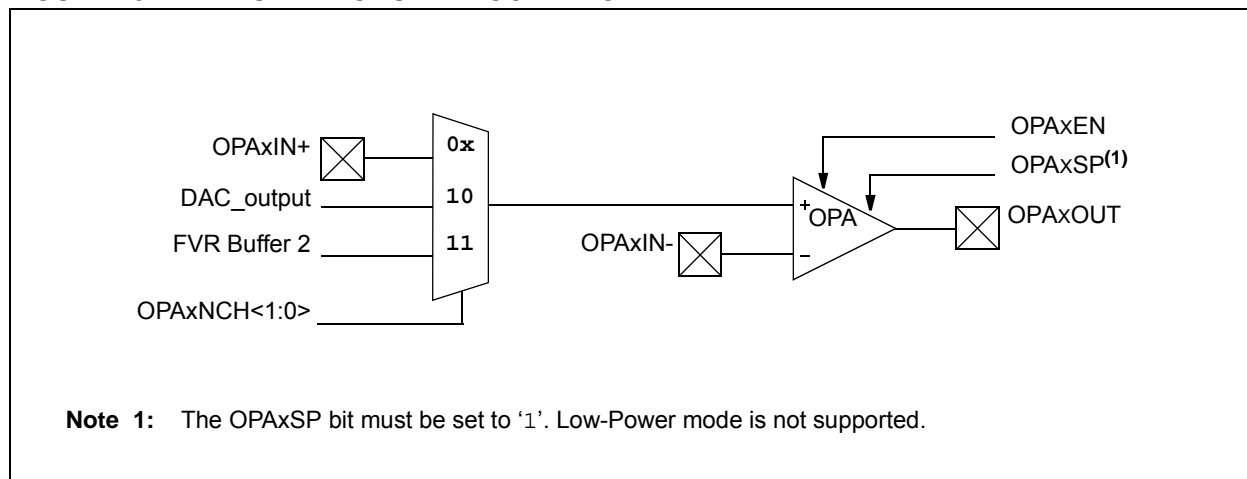 OPAxIN+
0x
DAC_output
10
FVR Buffer 2
11
OPAxNCH<1:0>
OPAxEN
OPAxSP(1)
+
OPA
OPAxIN-
–
OPAxOUT
Note 1: The OPAxSP bit must be set to ‘1’. Low-Power mode is not supported.